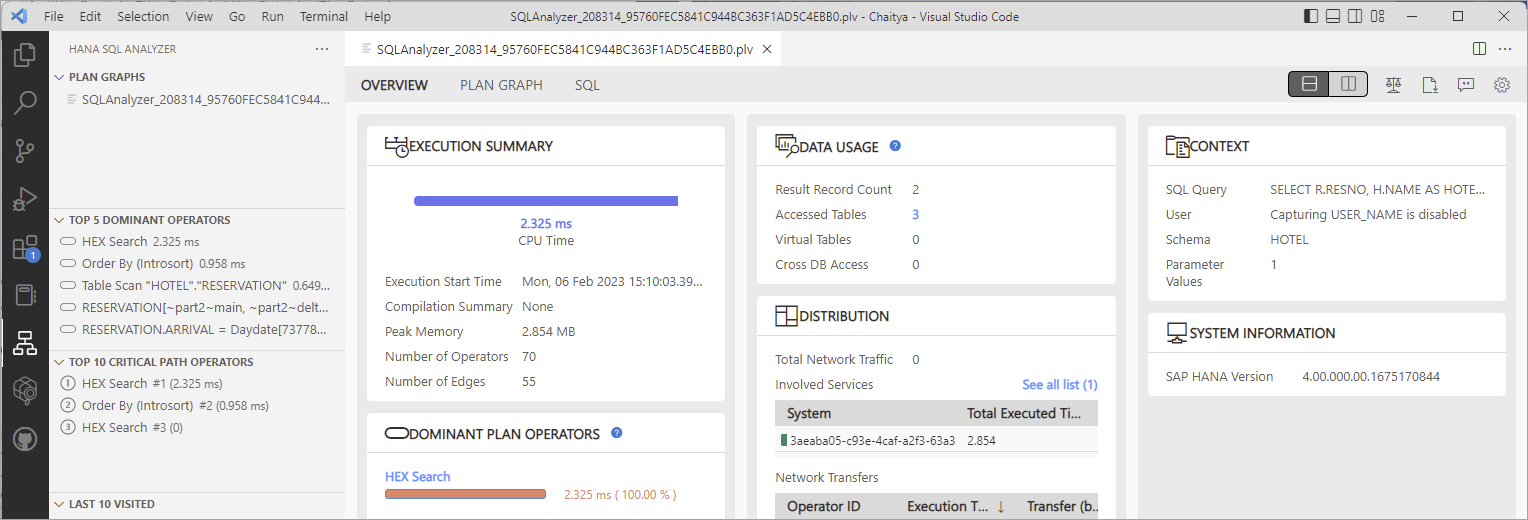 File Edit Selection View Go Run Terminal Help SQLAnalyzer_208314_95760FEC5841C944BC363F1AD5C4EBB0.plv - Chaitya - Visual Studio Code
HANA SQL ANALYZER ...
PLAN GRAPHS
SQLAnalyzer_208314_95760FEC5841C944...
TOP 5 DOMINANT OPERATORS
HEX Search 2.325 ms
Order By (Introsort) 0.958 ms
Table Scan "HOTEL"."RESERVATION" 0.649...
RESERVATION[~part2~main, ~part2~delt...
RESERVATION.ARRIVAL = Daydate[73778...
TOP 10 CRITICAL PATH OPERATORS
1 HEX Search #1 (2.325 ms)
2 Order By (Introsort) #2 (0.958 ms)
3 HEX Search #3 (0)
LAST 10 VISITED
1
SQLAnalyzer_208314_95760FEC5841C944BC363F1AD5C4EBB0.plv
OVERVIEW PLAN GRAPH SQL
EXECUTION SUMMARY
2.325 ms
CPU Time
Execution Start Time Mon, 06 Feb 2023 15:10:03.39...
Compilation Summary None
Peak Memory 2.854 MB
Number of Operators 70
Number of Edges 55
DOMINANT PLAN OPERATORS ?
HEX Search
2.325 ms ( 100.00 % )
DATA USAGE ?
Result Record Count 2
Accessed Tables 3
Virtual Tables 0
Cross DB Access 0
DISTRIBUTION
Total Network Traffic 0
Involved Services See all list (1)
System Total Executed Ti...
3aeaba05-c93e-4caf-a2f3-63a3 2.854
Network Transfers
Operator ID Execution T... ↓ Transfer (b...
CONTEXT
SQL Query SELECT R.RESNO, H.NAME AS HOTE...
User Capturing USER_NAME is disabled
Schema HOTEL
Parameter Values 1
SYSTEM INFORMATION
SAP HANA Version 4.00.000.00.1675170844